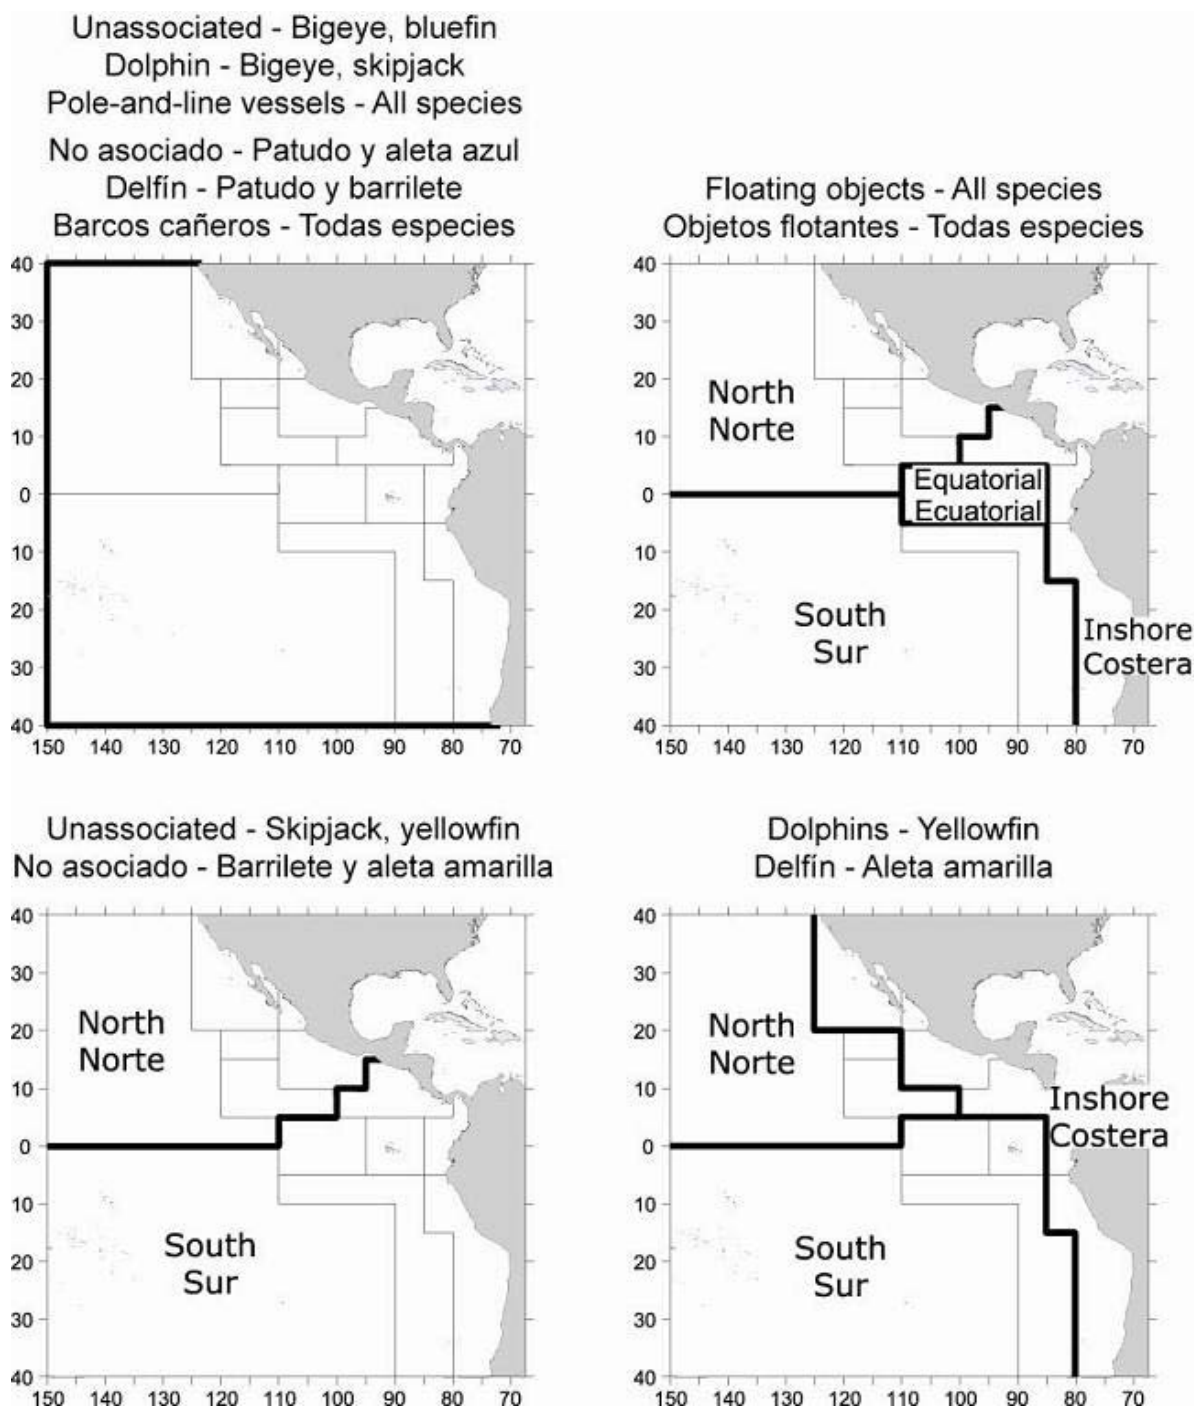 Unassociated - Bigeye, bluefin
Dolphin - Bigeye, skipjack
Pole-and-line vessels - All species
No asociado - Patudo y aleta azul
Delfín - Patudo y barrilete
Barcos cañeros - Todas especies
40
30
20
10
0
10
20
30
40
150 140 130 120 110 100 90 80 70
Floating objects - All species
Objetos flotantes - Todas especies
40
30
20
10
0
10
20
30
40
North
Norte
Equatorial
Ecuatorial
South
Sur
Inshore
Costera
150 140 130 120 110 100 90 80 70
Unassociated - Skipjack, yellowfin
No asociado - Barrilete y aleta amarilla
40
30
20
10
0
10
20
30
40
North
Norte
South
Sur
150 140 130 120 110 100 90 80 70
Dolphins - Yellowfin
Delfín - Aleta amarilla
40
30
20
10
0
10
20
30
40
North
Norte
Inshore
Costera
South
Sur
150 140 130 120 110 100 90 80 70